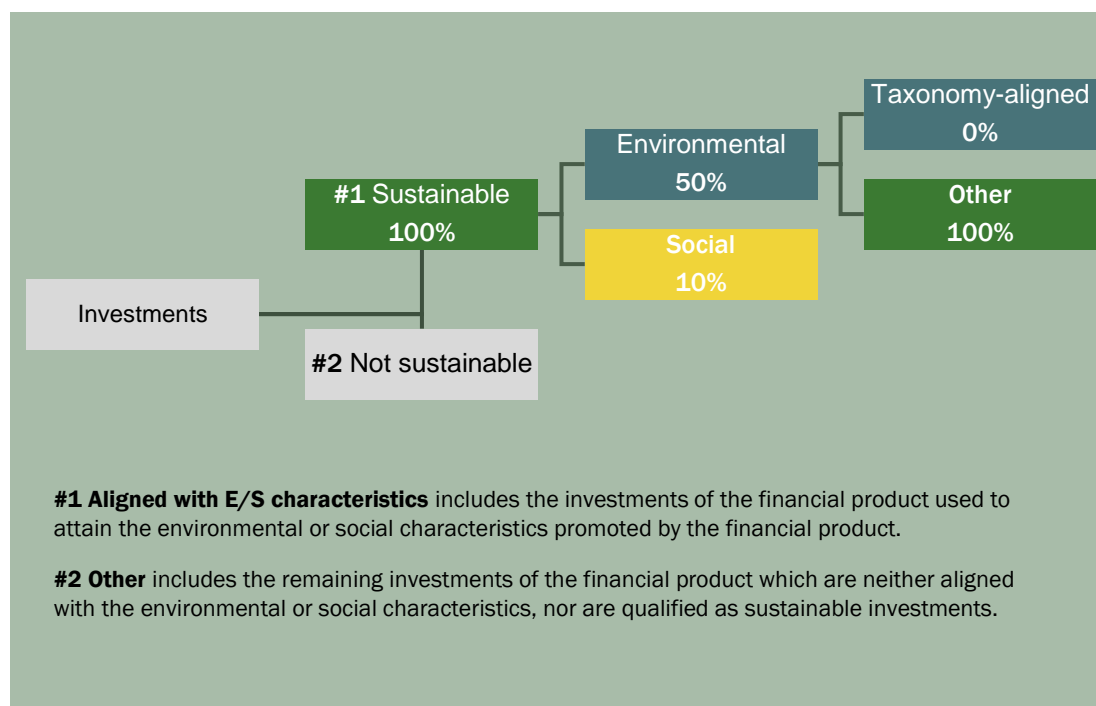 Taxonomy-aligned
0%
Environmental
50%
#1 Sustainable
100%
Other
100%
Social
10%
Investments
#2 Not sustainable
#1 Aligned with E/S characteristics includes the investments of the financial product used to
attain the environmental or social characteristics promoted by the financial product.
#2 Other includes the remaining investments of the financial product which are neither aligned
with the environmental or social characteristics, nor are qualified as sustainable investments.